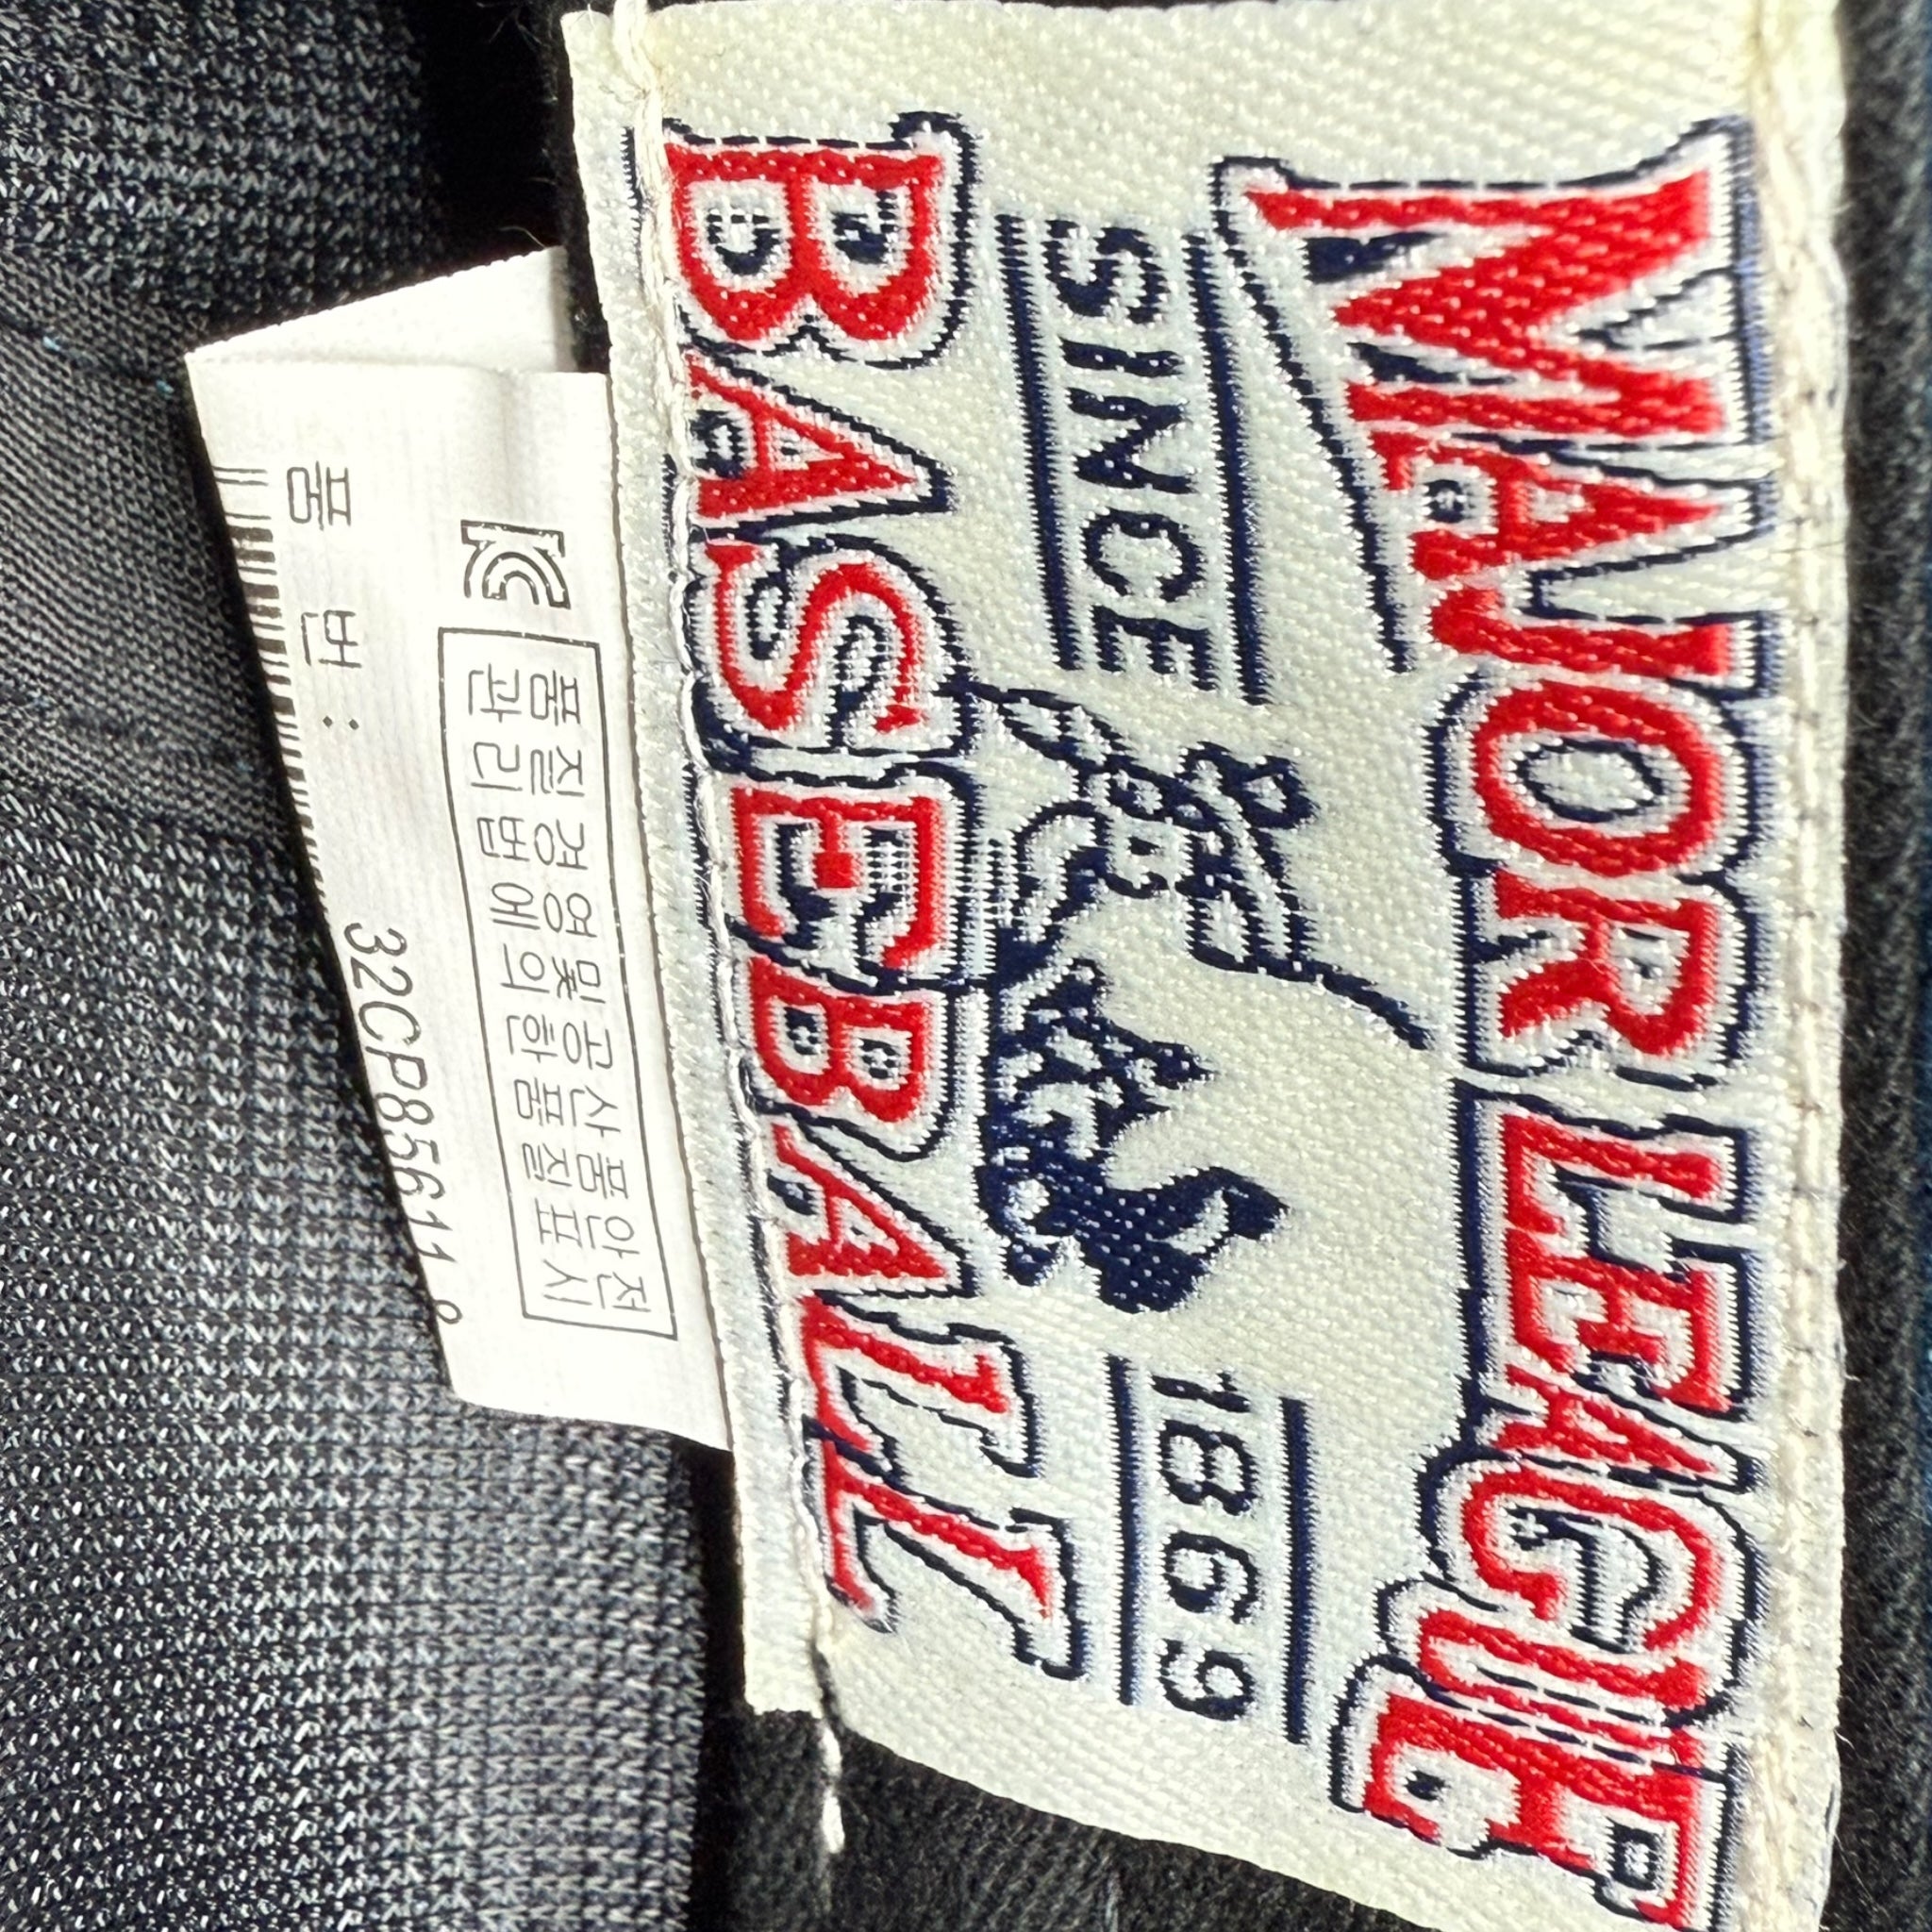 MAJOR LEAGUE
SINCE 1869
BASEBALL
KC
품질경영및공산품안전
관리법에의한품질표시
품 번 : 32CP85611